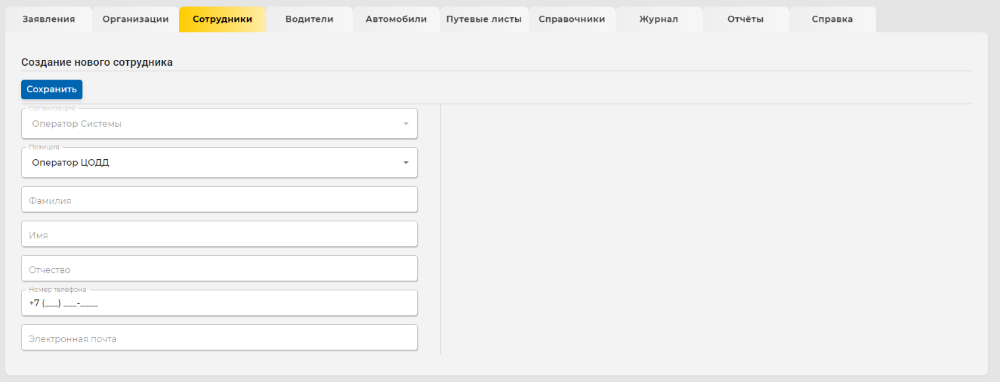 Заявления Организации Сотрудники Водители Автомобили Путевые листы Справочники Журнал Отчёты Справка
Создание нового сотрудника
Сохранить
Организация
Оператор Системы
Позиция
Оператор ЦОДД
Фамилия
Имя
Отчество
Номер телефона
+7 (___) ___-____
Электронная почта